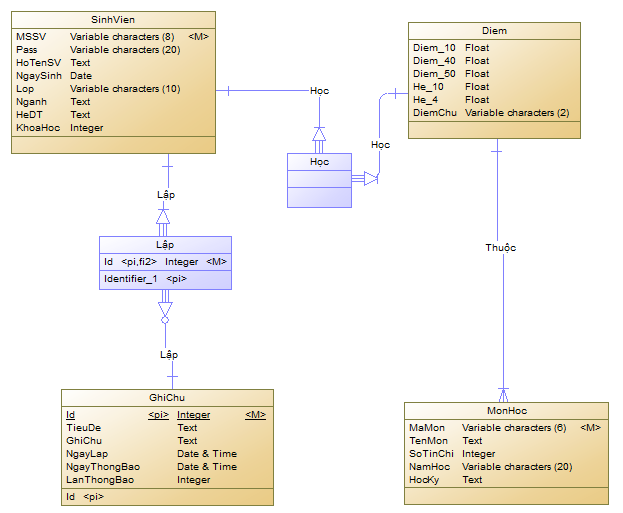 SinhVien
MSSV Variable characters (8) <M>
Pass Variable characters (20)
HoTenSV Text
NgaySinh Date
Lop Variable characters (10)
Nganh Text
HeDT Text
KhoaHoc Integer
Diem
Diem_10 Float
Diem_40 Float
Diem_50 Float
He_10 Float
He_4 Float
DiemChu Variable characters (2)
Học
Học
Học
Lập
Lập
Id <pi,fi2> Integer <M>
Identifier_1 <pi>
Thuộc
Lập
GhiChu
Id <pi> Integer <M>
TieuDe Text
GhiChu Text
NgayLap Date & Time
NgayThongBao Date & Time
LanThongBao Integer
Id <pi>
MonHoc
MaMon Variable characters (6) <M>
TenMon Text
SoTinChi Integer
NamHoc Variable characters (20)
HocKy Text